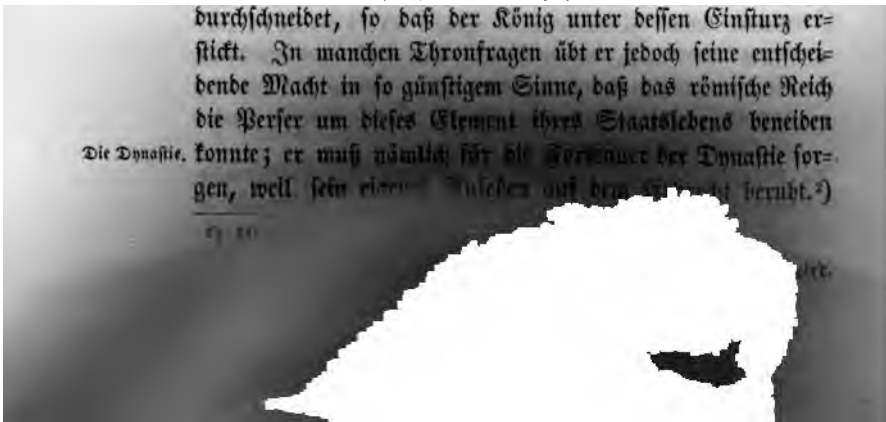 durchschneidet, so daß der König unter dessen Einsturz er=
stickt. In manchen Thronfragen übt er jedoch seine entschei=
dende Macht in so günstigem Sinne, daß das römische Reich
die Perser um dieses Element ihres Staatslebens beneiden
Die Dynastie. konnte; er muß nämlich für die Fortdauer der Dynastie sor=
gen, weil sein eigenes Ansehen auf dem beruht.²)